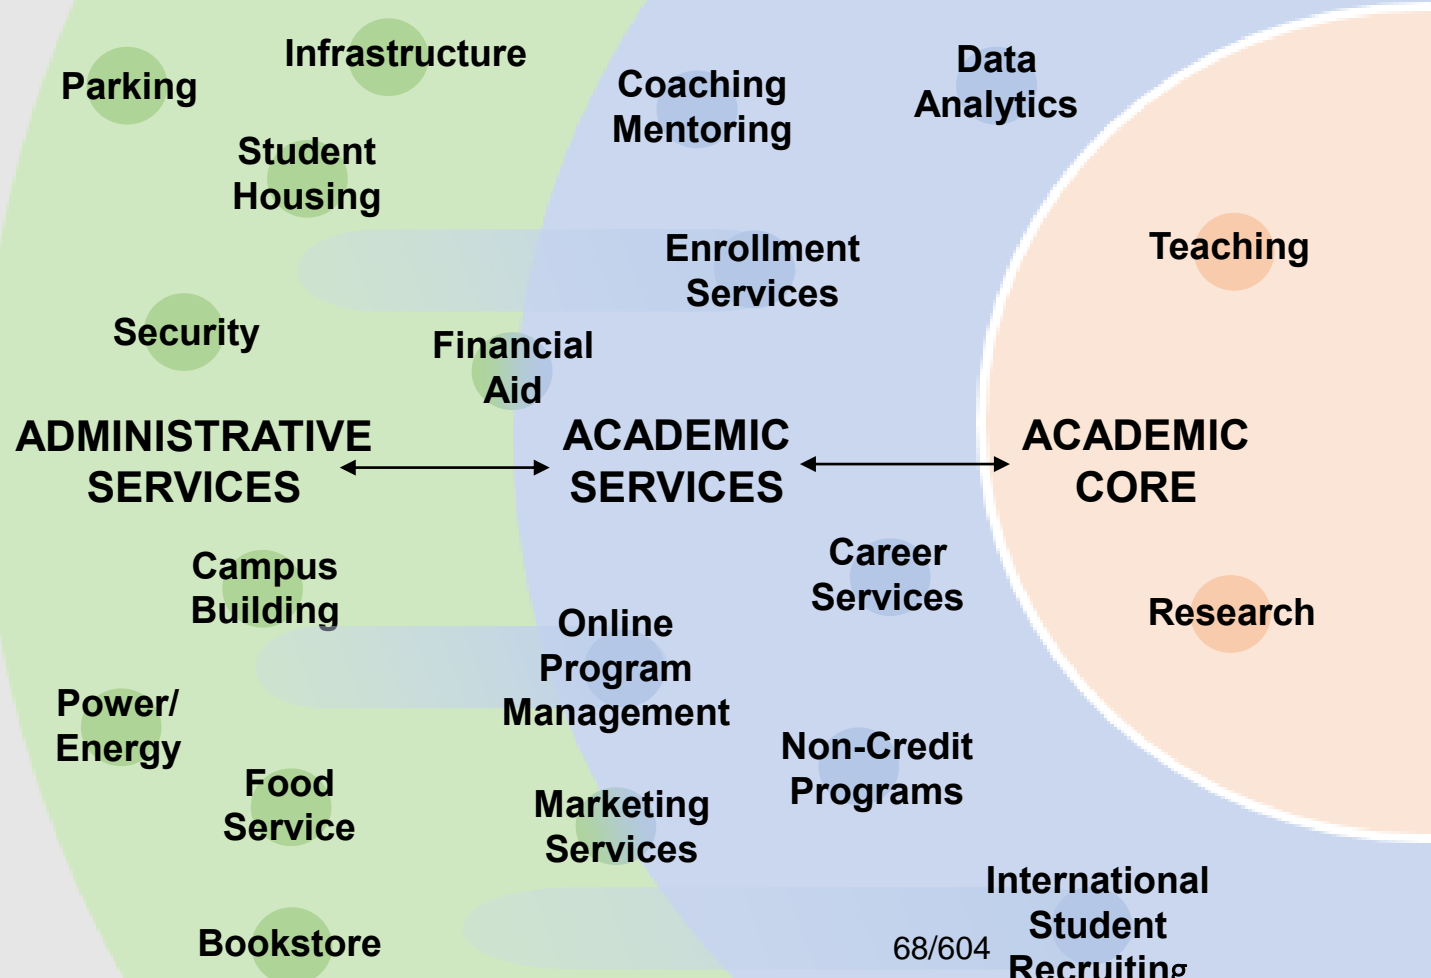 Infrastructure
Parking
Student
Housing
Security
Financial
Aid
Coaching
Mentoring
Data
Analytics
Enrollment
Services
Teaching
ADMINISTRATIVE
SERVICES
ACADEMIC
SERVICES
ACADEMIC
CORE
Campus
Building
Power/
Energy
Food
Service
Bookstore
Online
Program
Management
Marketing
Services
Career
Services
Non-Credit
Programs
Research
International
Student
Recruiting
68/604